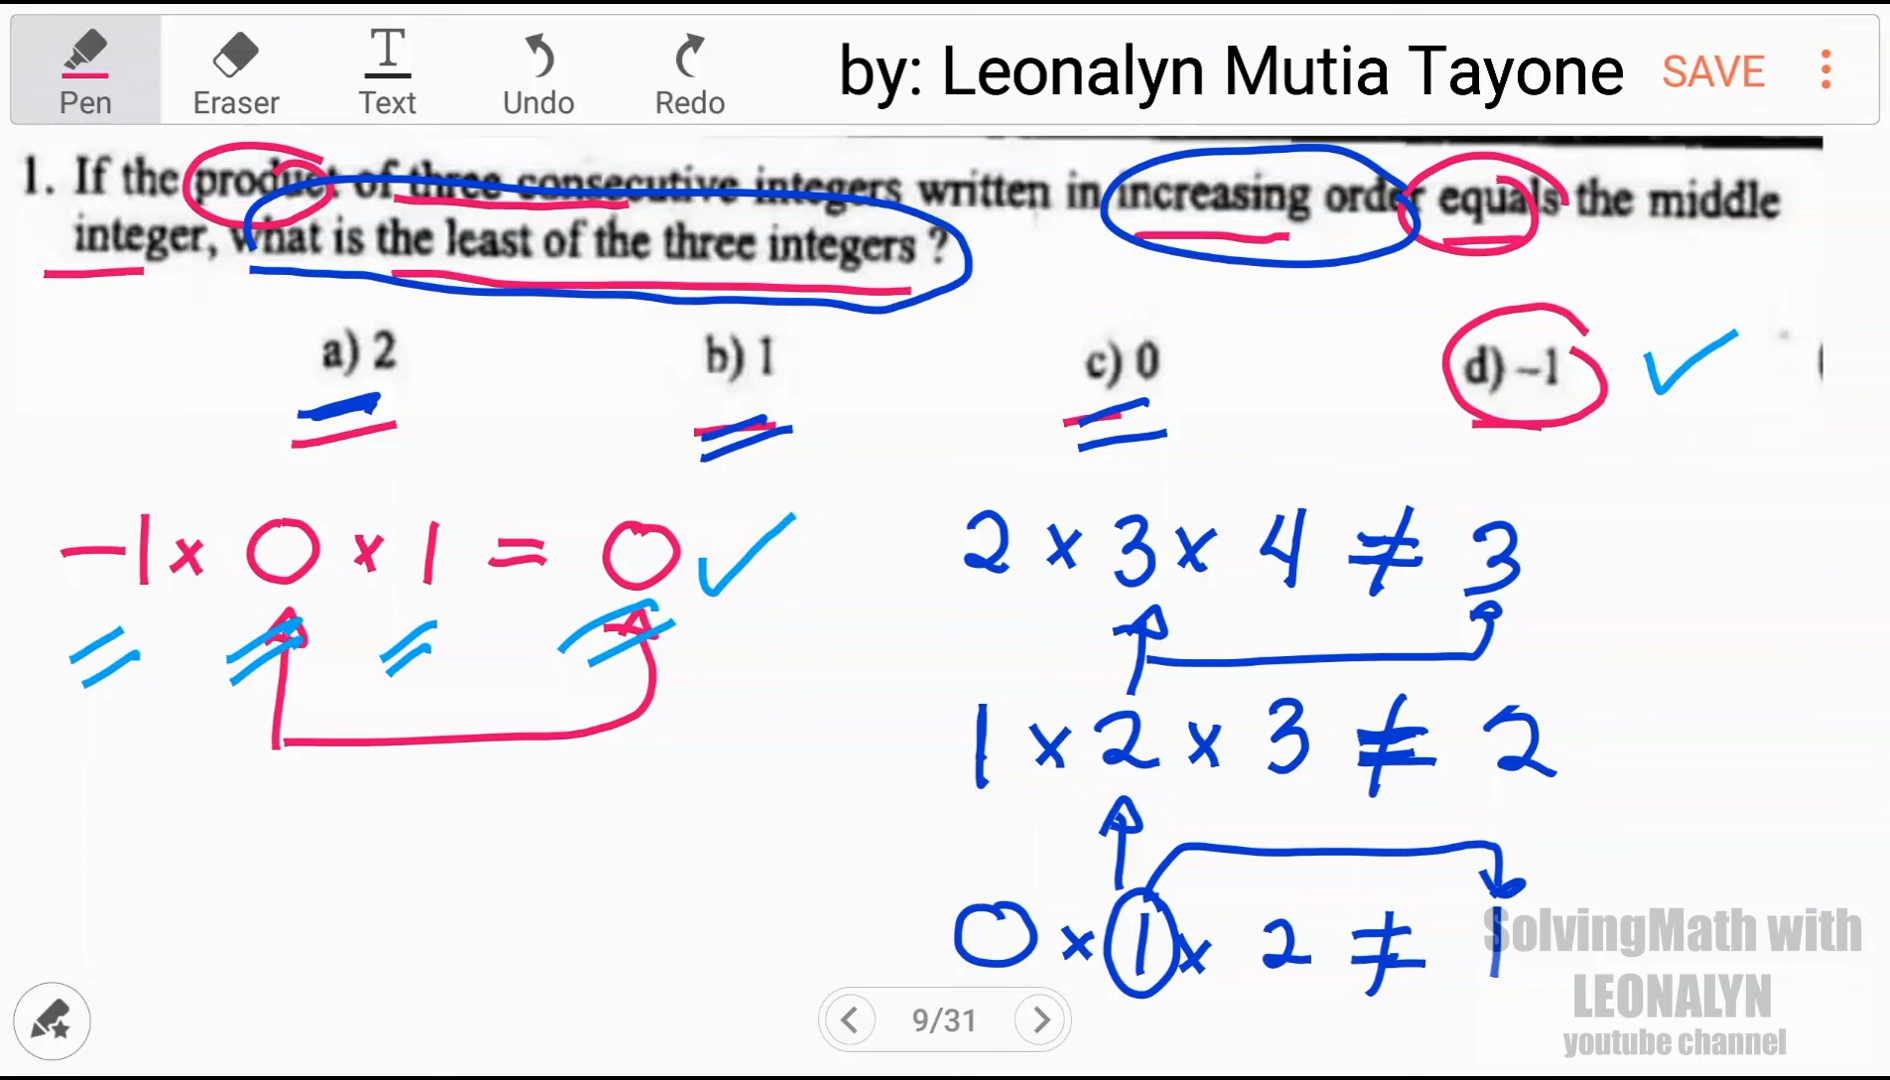 Pen Eraser Text Undo Redo by: Leonalyn Mutia Tayone SAVE
1. If the product of three consecutive integers written in increasing order equals the middle
integer, what is the least of the three integers ?
a) 2 b) 1 c) 0 d) –1
-1 x 0 x 1 = 0
2 x 3 x 4 ≠ 3
1 x 2 x 3 ≠ 2
0 x 1 x 2 ≠ 1
SolvingMath with
LEONALYN
youtube channel
9/31